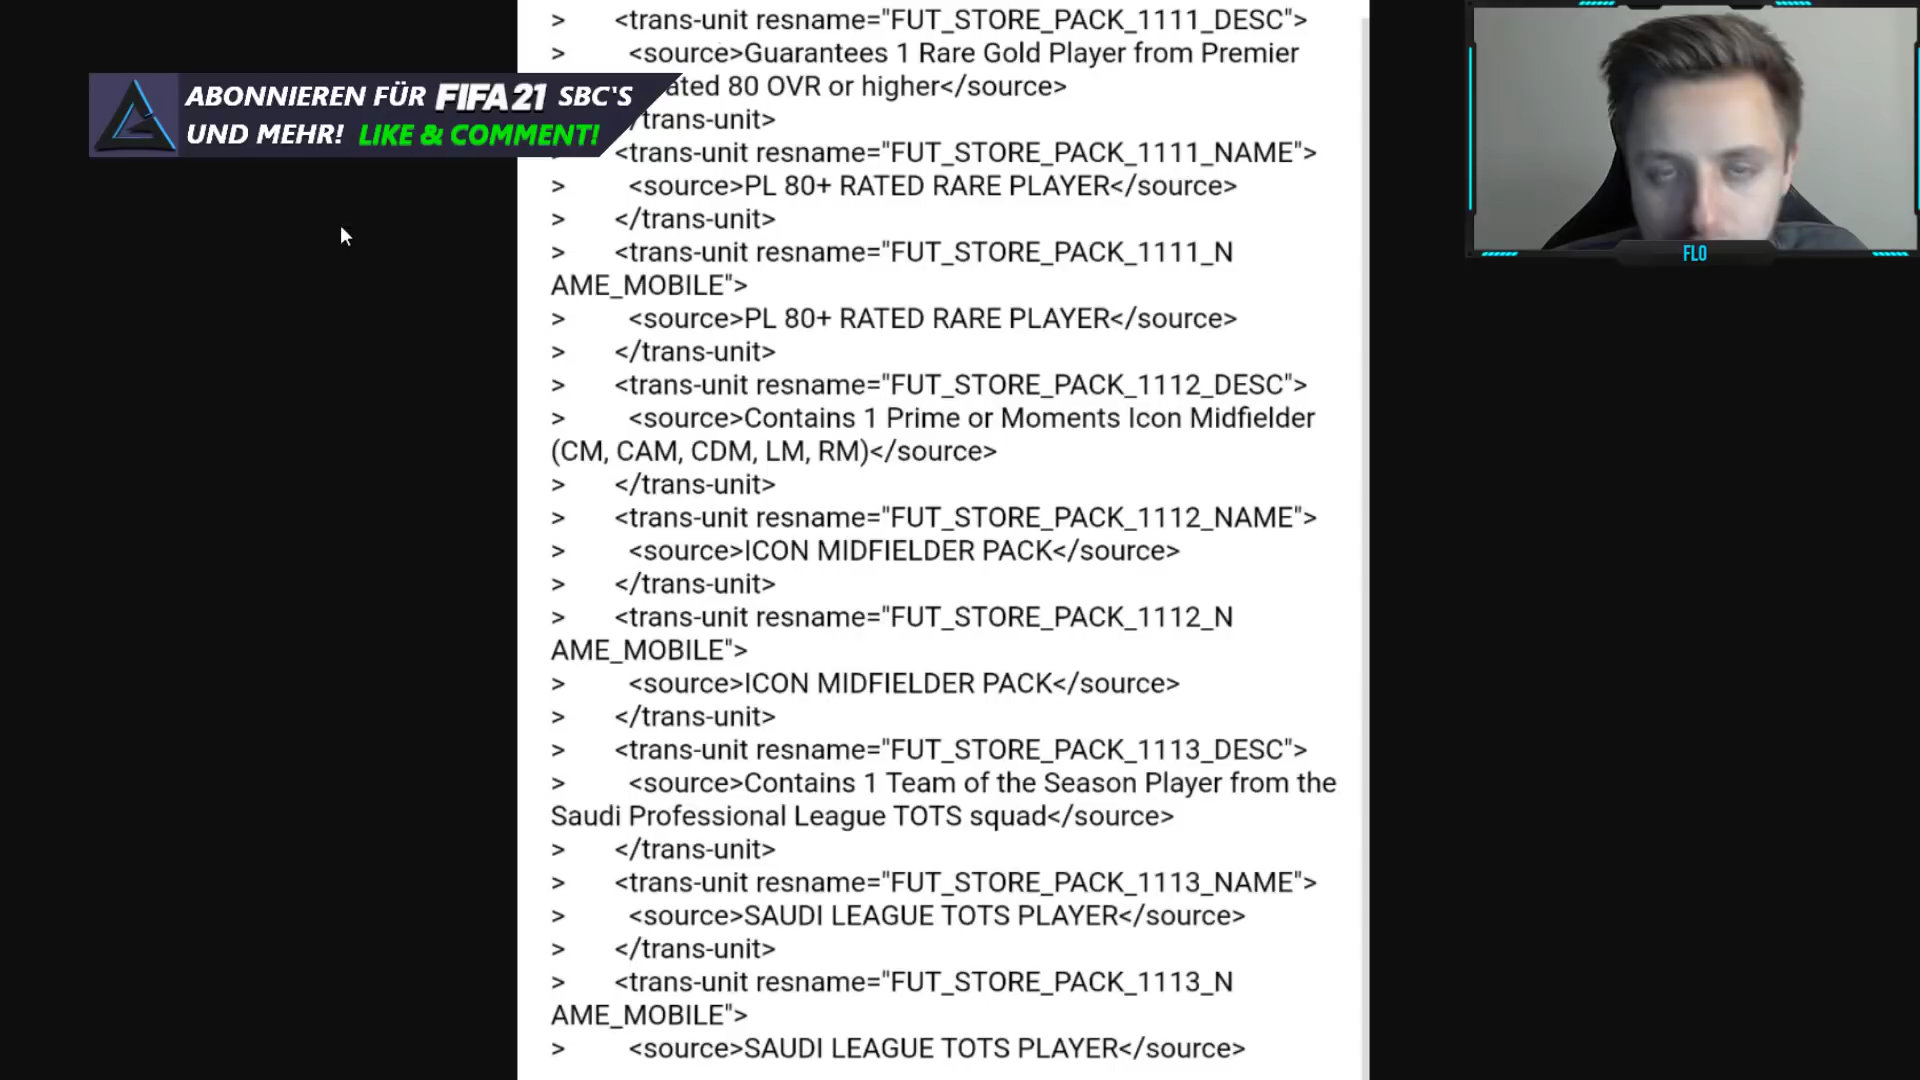 > <trans-unit resname="FUT_STORE_PACK_1111_DESC">
> <source>Guarantees 1 Rare Gold Player from Premier
ated 80 OVR or higher</source>
/trans-unit>
> <trans-unit resname="FUT_STORE_PACK_1111_NAME">
> <source>PL 80+ RATED RARE PLAYER</source>
> </trans-unit>
> <trans-unit resname="FUT_STORE_PACK_1111_N
AME_MOBILE">
> <source>PL 80+ RATED RARE PLAYER</source>
> </trans-unit>
> <trans-unit resname="FUT_STORE_PACK_1112_DESC">
> <source>Contains 1 Prime or Moments Icon Midfielder
(CM, CAM, CDM, LM, RM)</source>
> </trans-unit>
> <trans-unit resname="FUT_STORE_PACK_1112_NAME">
> <source>ICON MIDFIELDER PACK</source>
> </trans-unit>
> <trans-unit resname="FUT_STORE_PACK_1112_N
AME_MOBILE">
> <source>ICON MIDFIELDER PACK</source>
> </trans-unit>
> <trans-unit resname="FUT_STORE_PACK_1113_DESC">
> <source>Contains 1 Team of the Season Player from the
Saudi Professional League TOTS squad</source>
> </trans-unit>
> <trans-unit resname="FUT_STORE_PACK_1113_NAME">
> <source>SAUDI LEAGUE TOTS PLAYER</source>
> </trans-unit>
> <trans-unit resname="FUT_STORE_PACK_1113_N
AME_MOBILE">
> <source>SAUDI LEAGUE TOTS PLAYER</source>
ABONNIEREN FÜR FIFA 21 SBC'S
UND MEHR! LIKE & COMMENT!
FLO